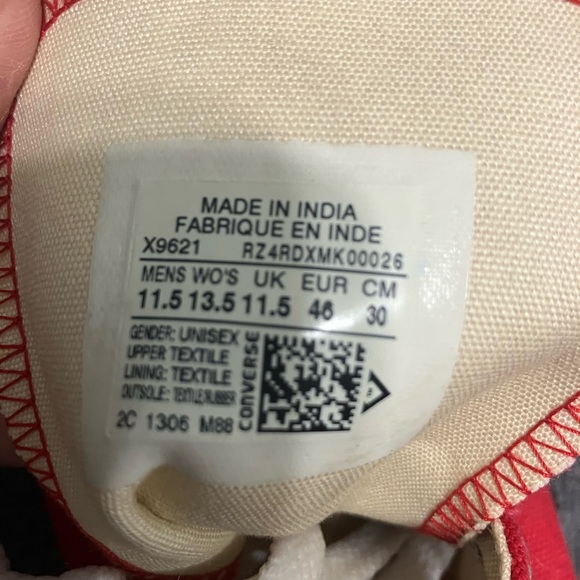 MADE IN INDIA
FABRIQUE EN INDE
X9621 RZ4RDXMK00026
MENS WO'S UK EUR CM
11.5 13.5 11.5 46 30
GENDER: UNISEX
UPPER TEXTILE
LINING: TEXTILE
OUTSOLE: TEXTILE/RUBBER
2C 1306 M88
CONVERSE